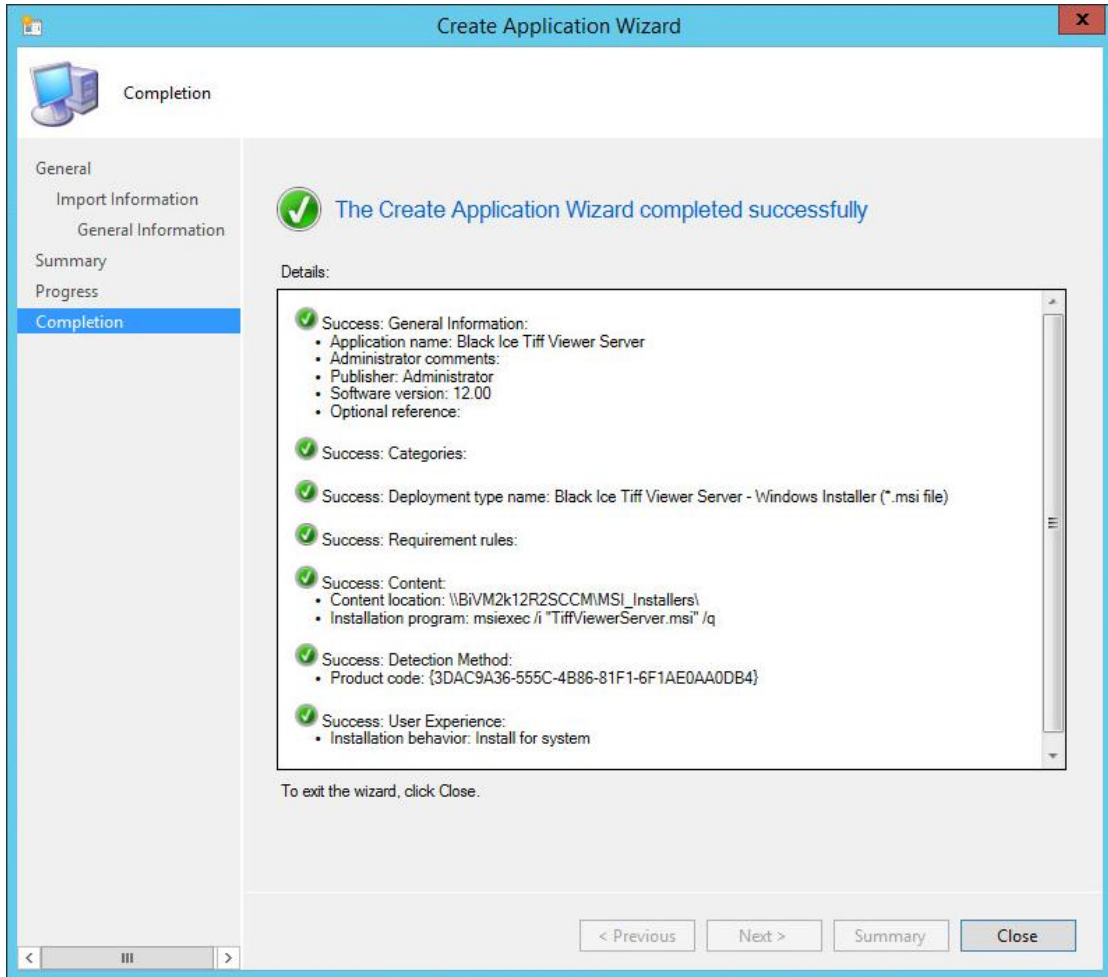 Create Application Wizard
x
Completion
General
Import Information
General Information
Summary
Progress
Completion
The Create Application Wizard completed successfully
Details:
Success: General Information:
• Application name: Black Ice Tiff Viewer Server
• Administrator comments:
• Publisher: Administrator
• Software version: 12.00
• Optional reference:
Success: Categories:
Success: Deployment type name: Black Ice Tiff Viewer Server - Windows Installer (*.msi file)
Success: Requirement rules:
Success: Content:
• Content location: \\BiVM2k12R2SCCM\MSI_Installers\
• Installation program: msiexec /i "TiffViewerServer.msi" /q
Success: Detection Method:
• Product code: {3DAC9A36-555C-4B86-81F1-6F1AE0AA0DB4}
Success: User Experience:
• Installation behavior: Install for system
To exit the wizard, click Close.
< Previous
Next >
Summary
Close